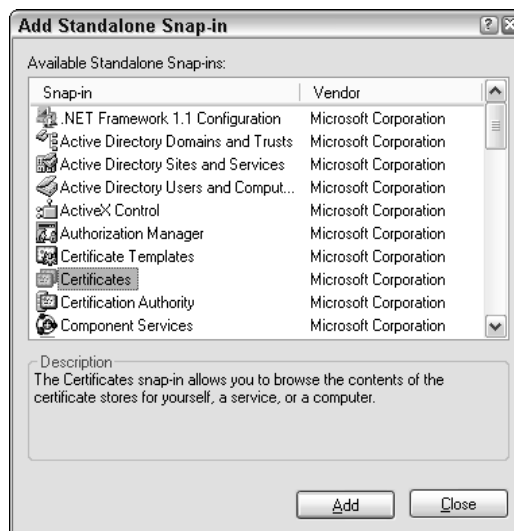 Add Standalone Snap-in
Available Standalone Snap-ins:
Snap-in Vendor
.NET Framework 1.1 Configuration Microsoft Corporation
Active Directory Domains and Trusts Microsoft Corporation
Active Directory Sites and Services Microsoft Corporation
Active Directory Users and Comput... Microsoft Corporation
ActiveX Control Microsoft Corporation
Authorization Manager Microsoft Corporation
Certificate Templates Microsoft Corporation
Certificates Microsoft Corporation
Certification Authority Microsoft Corporation
Component Services Microsoft Corporation
Description
The Certificates snap-in allows you to browse the contents of the
certificate stores for yourself, a service, or a computer.
Add Close